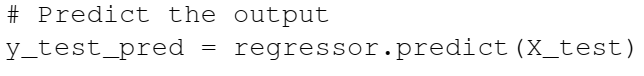 # Predict the output
y_test_pred = regressor.predict(X_test)